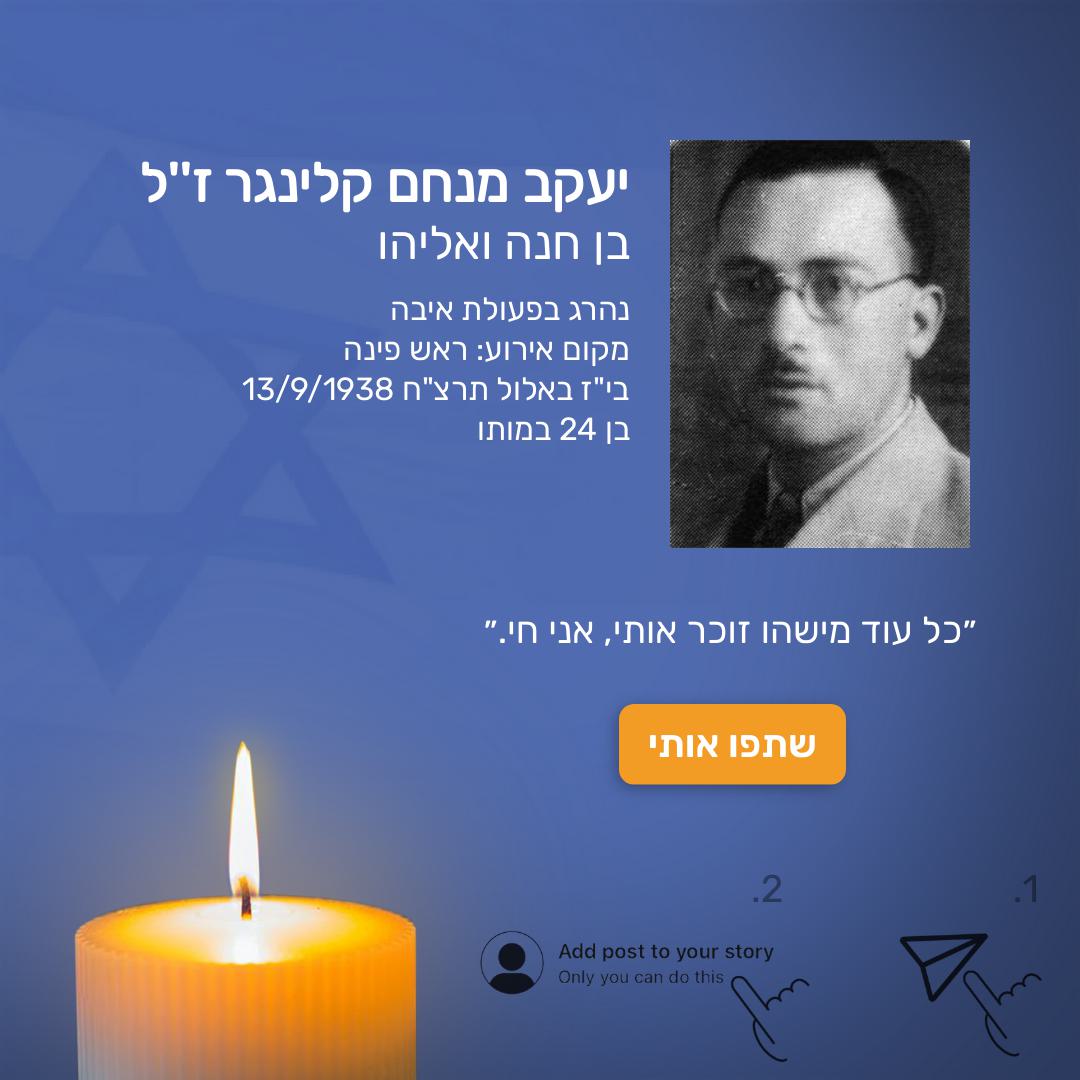 יעקב מנחם קלינגר ז"ל
בן חנה ואליהו
נהרג בפעולת איבה
מקום אירוע: ראש פינה
בי"ז באלול תרצ"ח 13/9/1938
בן 24 במותו
״כל עוד מישהו זוכר אותי, אני חי.״
שתפו אותי
1.
2.
Add post to your story
Only you can do this